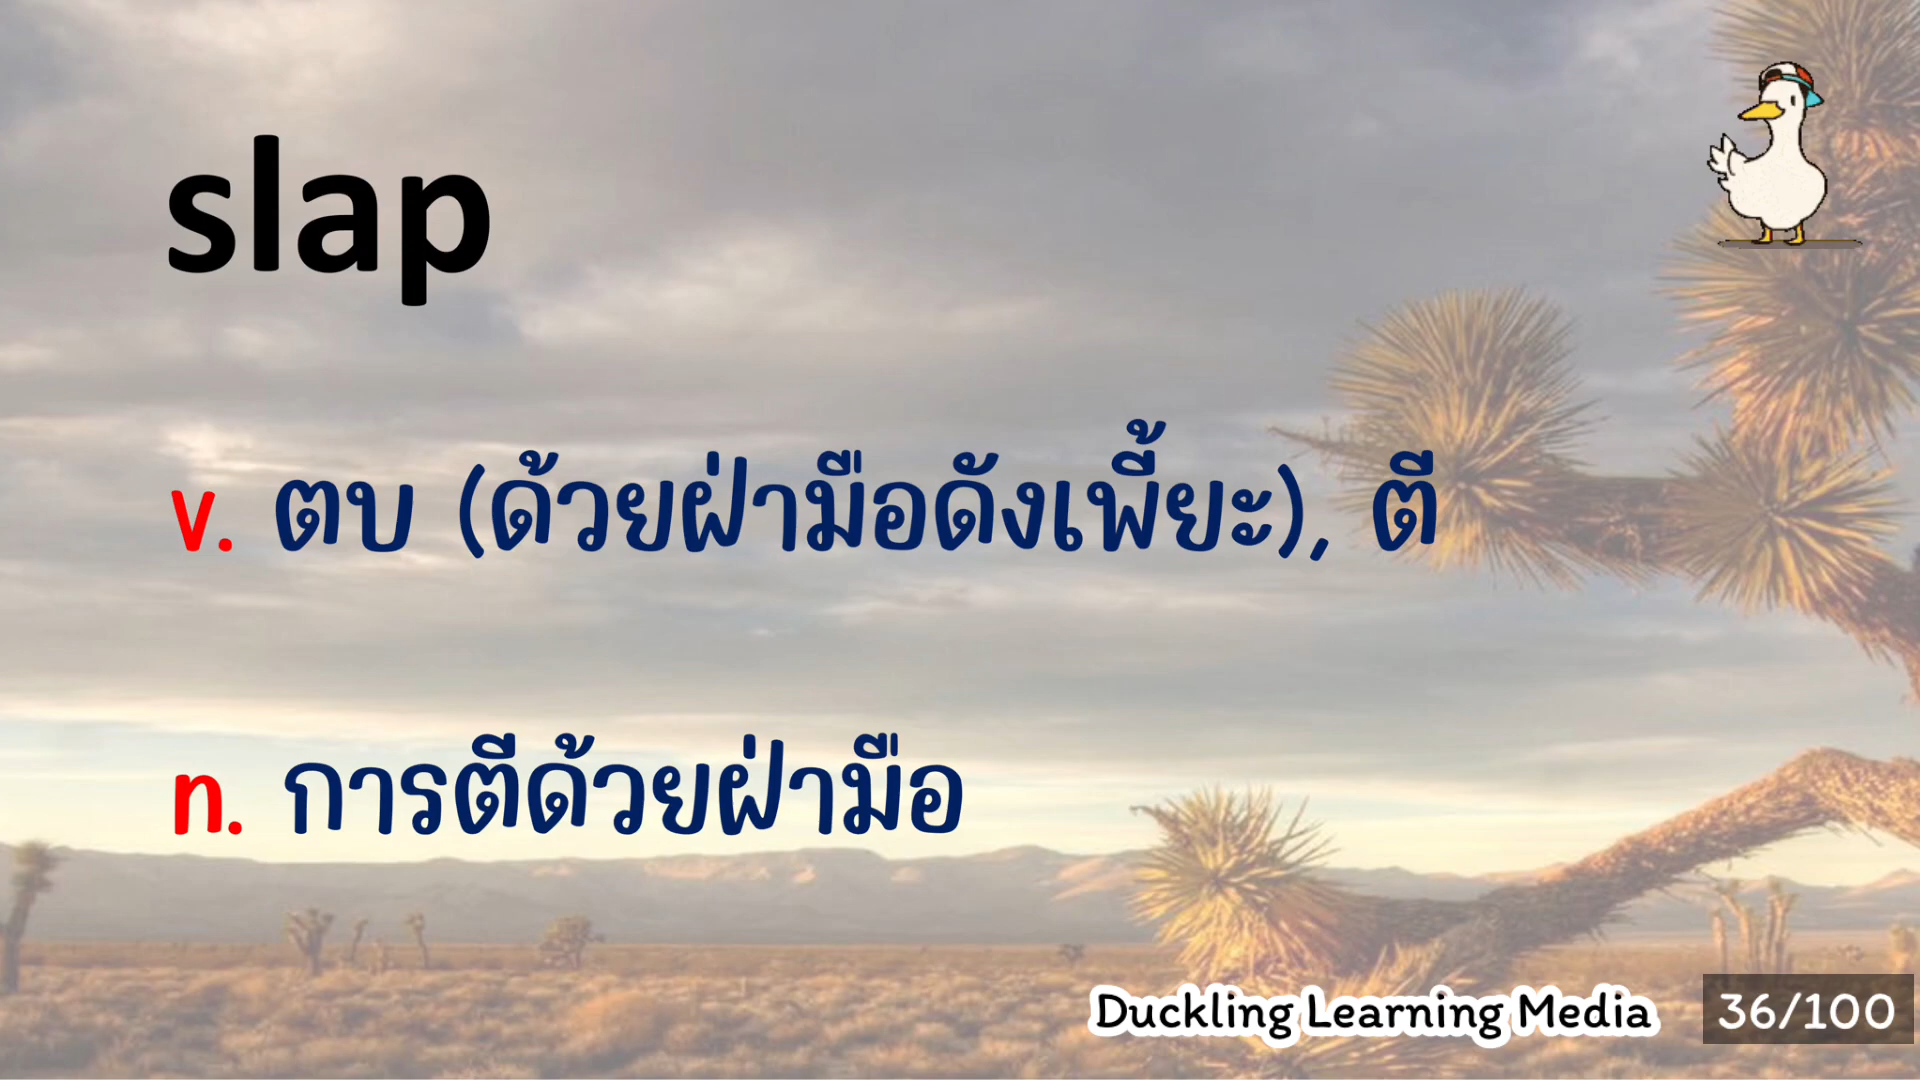 slap
v. ตบ (ด้วยฝ่ามือดังเพี้ยะ), ตี
n. การตีด้วยฝ่ามือ
Duckling Learning Media
36/100